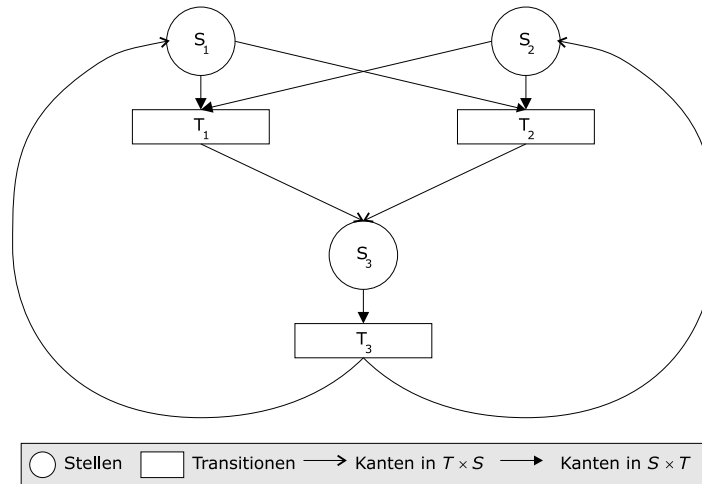 S1 S2
T1 T2
S3
T3
Stellen Transitionen Kanten in T × S Kanten in S × T